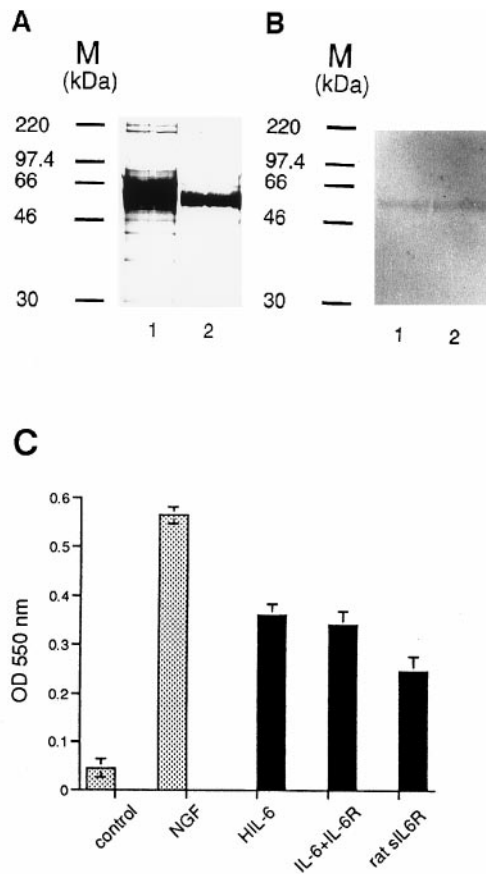 A
M
(kDa)
220
97.4
66
46
30
1 2
B
M
(kDa)
220
97.4
66
46
30
1 2
C
OD 550 nm
0.6
0.5
0.4
0.3
0.2
0.1
0
control
NGF
HIL-6
IL-6+IL-6R
rat sIL6R